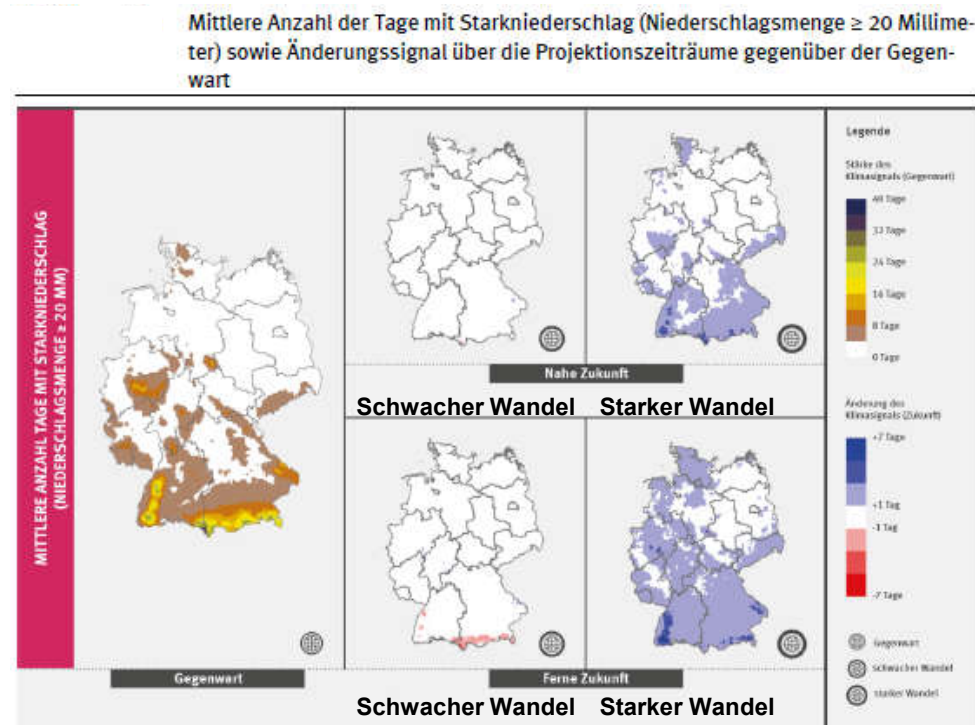 Mittlere Anzahl der Tage mit Starkniederschlag (Niederschlagsmenge ≥ 20 Millime-
ter) sowie Änderungssignal über die Projektionszeiträume gegenüber der Gegen-
wart
MITTLERE ANZAHL TAGE MIT STARKNIEDERSCHLAG
(NIEDERSCHLAGSMENGE ≥ 20 MM)
Gegenwart
Nahe Zukunft
Schwacher Wandel Starker Wandel
Ferne Zukunft
Schwacher Wandel Starker Wandel
Legende
Stärke des
Klimasignals (Gegenwart)
40 Tage
32 Tage
24 Tage
16 Tage
8 Tage
0 Tage
Änderung des
Klimasignals (Zukunft)
+7 Tage
+1 Tag
-1 Tag
-7 Tage
Gegenwart
schwacher Wandel
starker Wandel